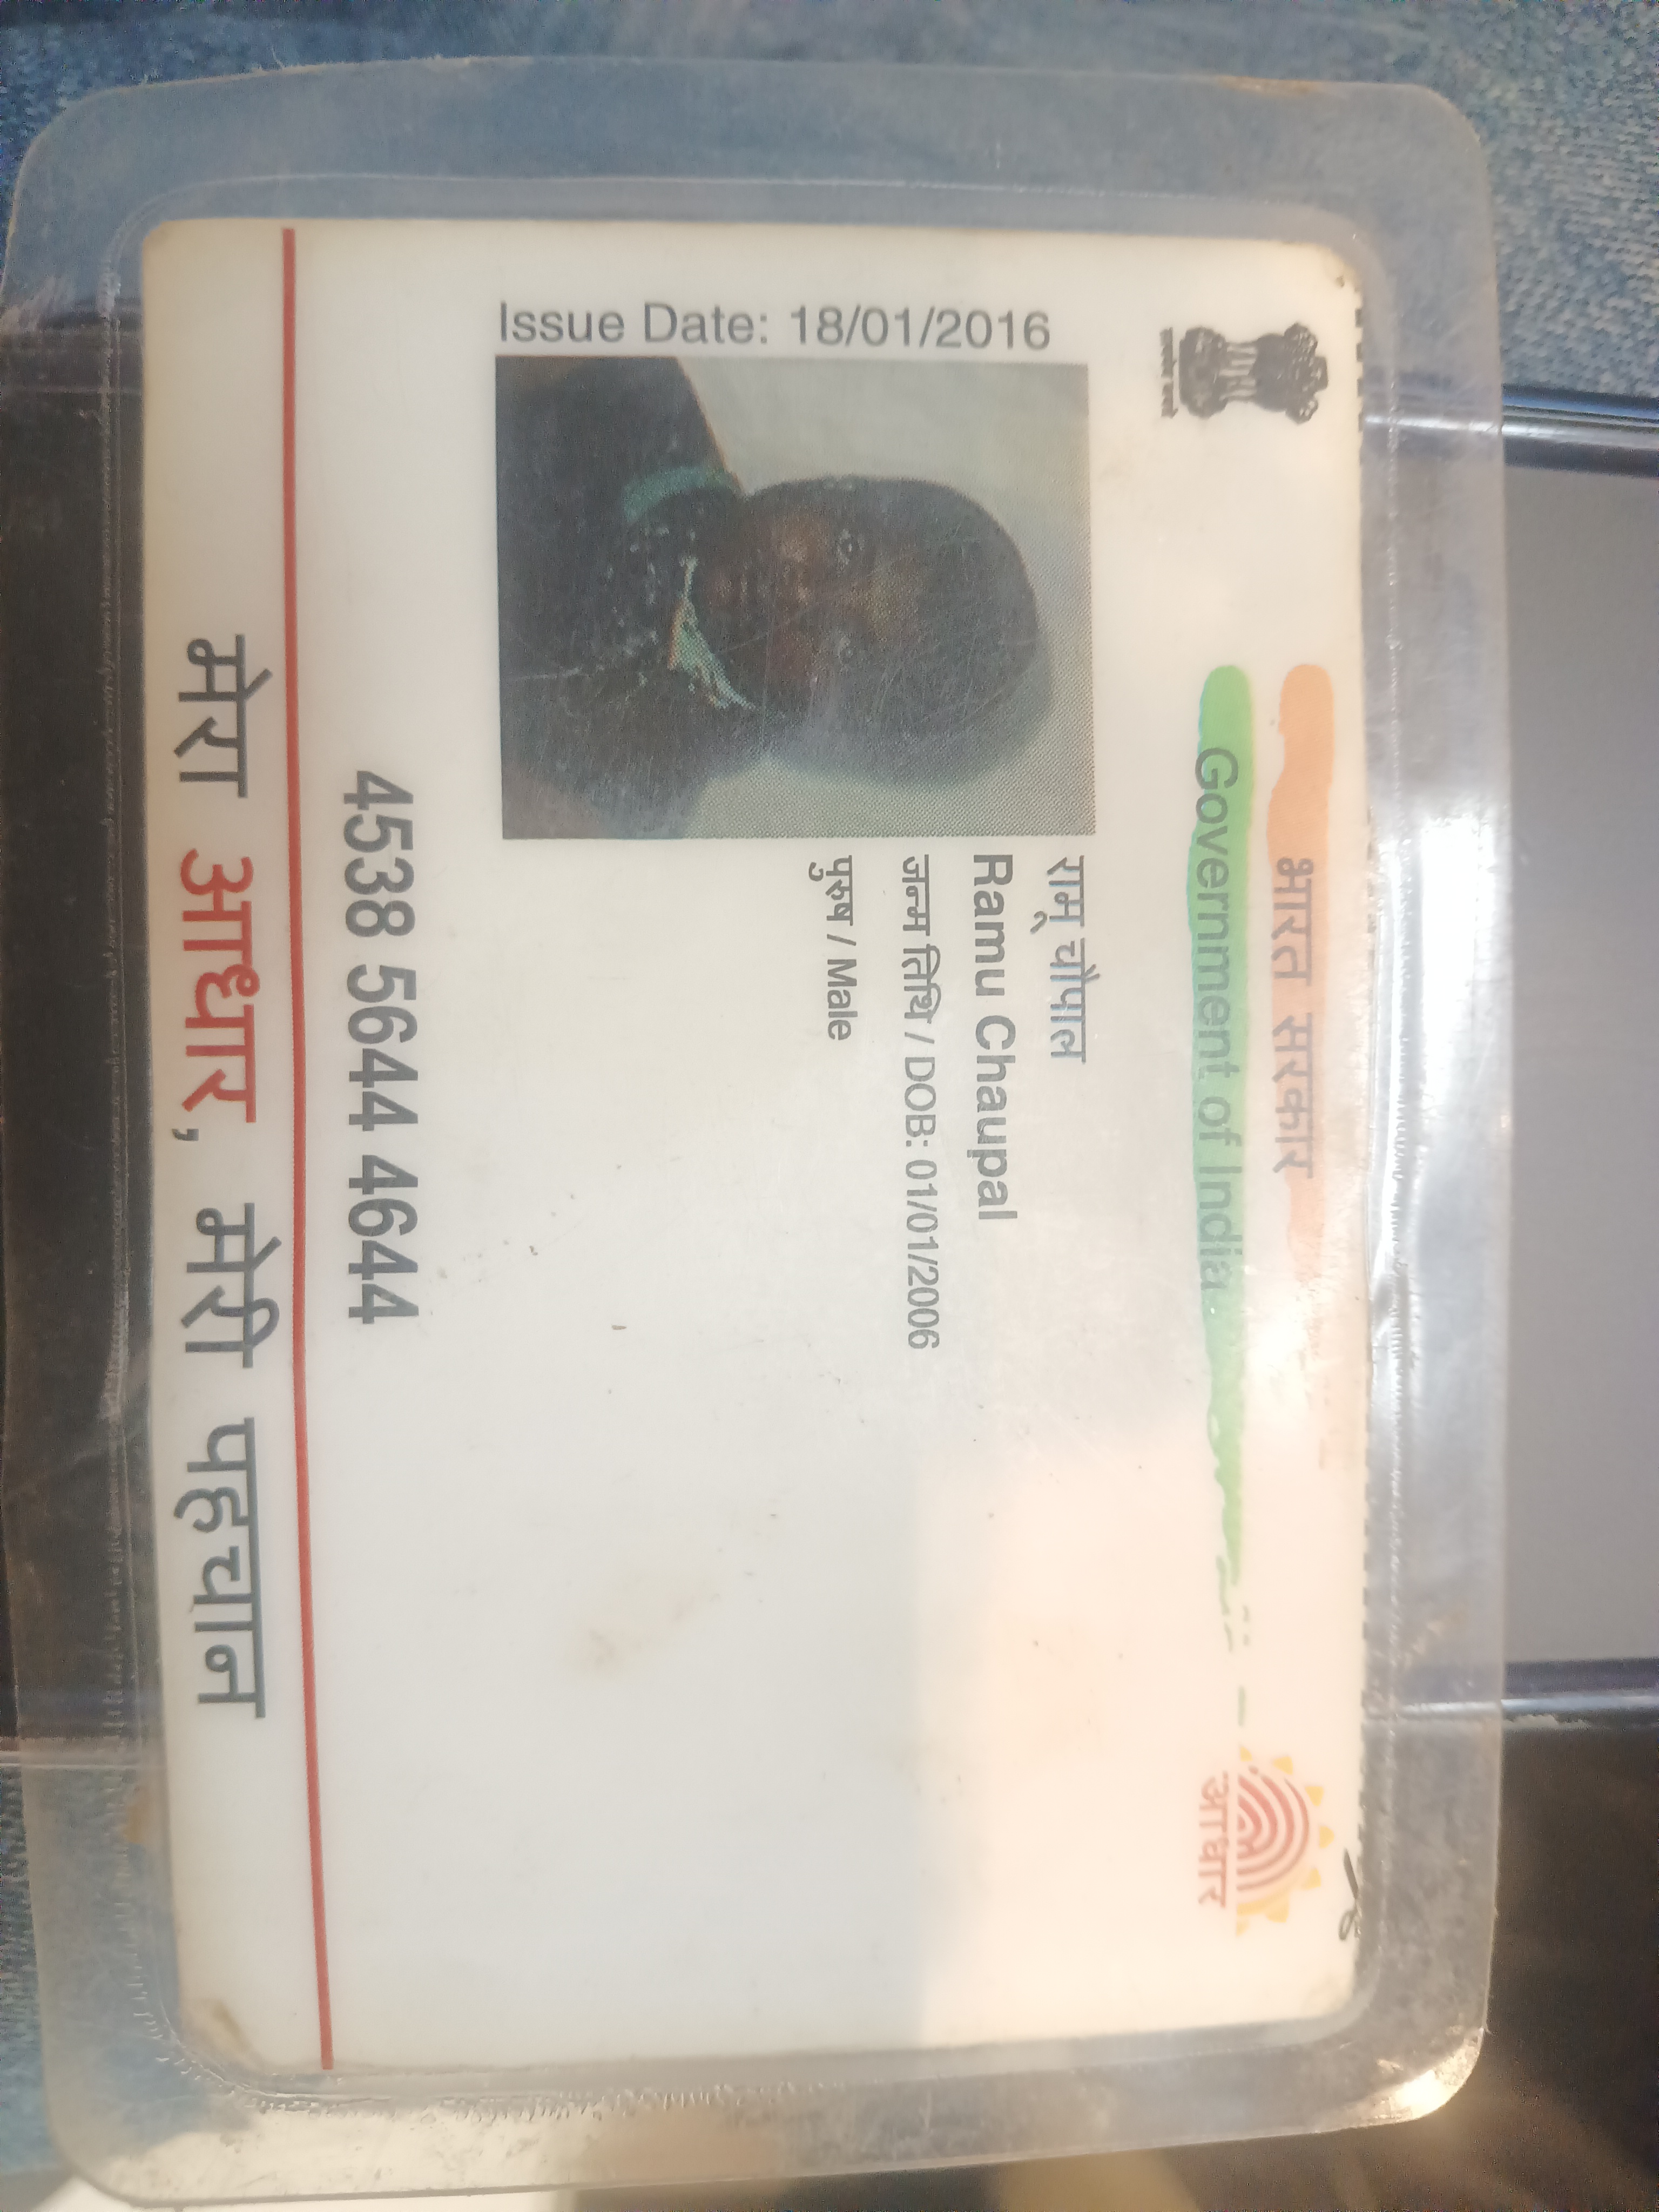 भारत सरकार
Government of India
आधार
Issue Date: 18/01/2016
रामू चौपाल
Ramu Chaupal
जन्म तिथि / DOB: 01/01/2006
पुरुष / Male
4538 5644 4644
मेरा आधार, मेरी पहचान